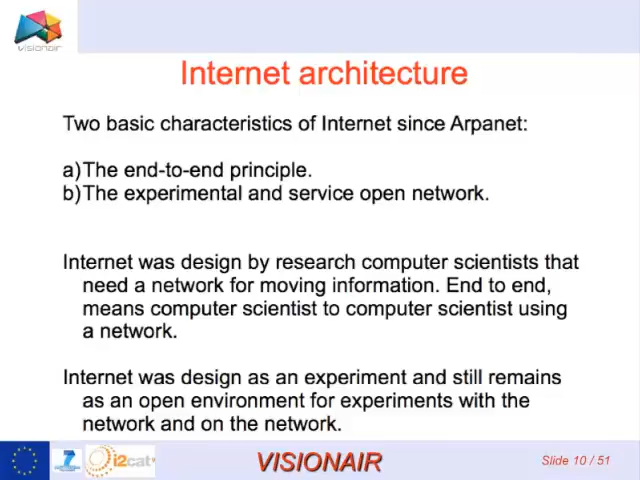 visionair
Internet architecture
Two basic characteristics of Internet since Arpanet:
a)The end-to-end principle.
b)The experimental and service open network.
Internet was design by research computer scientists that
need a network for moving information. End to end,
means computer scientist to computer scientist using
a network.
Internet was design as an experiment and still remains
as an open environment for experiments with the
network and on the network.
7
i2cat
VISIONAIR
Slide 10 / 51